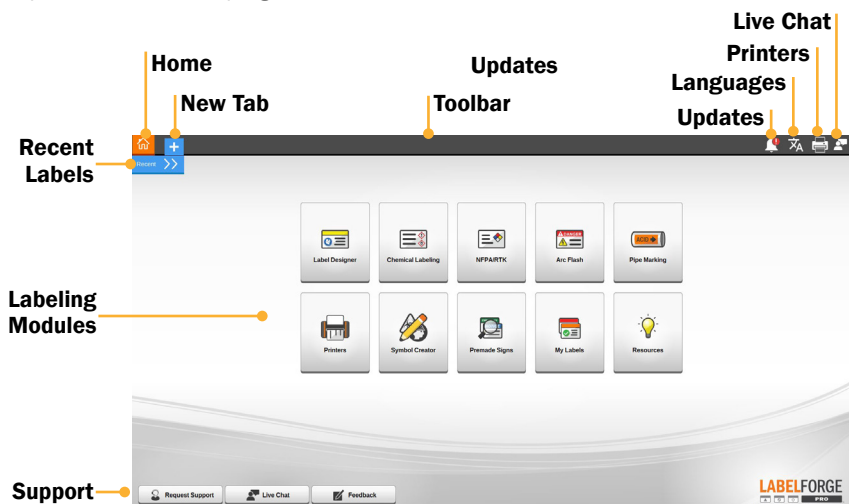 Live Chat
Home
Updates
Printers
Languages
New Tab
Toolbar
Updates
Recent
Labels
Recent
Label Designer
Chemical Labeling
NFPA/RTK
DANGER
Arc Flash
ACID
Pipe Marking
Labeling
Modules
Printers
Symbol Creator
Premade Signs
My Labels
Resources
Support
Request Support
Live Chat
Feedback
LABELFORGE
PRO